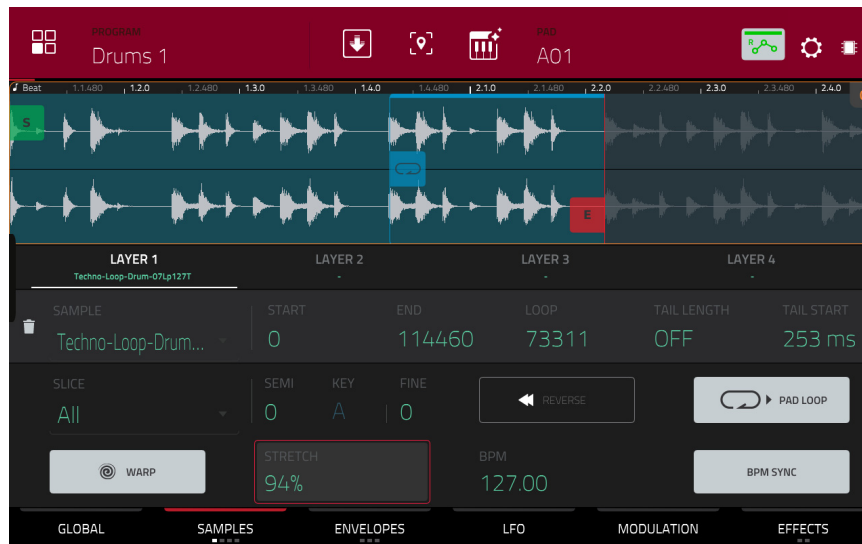 PROGRAM
Drums 1
PAD
A01
R
Beat 1.1.480 1.2.0 1.2.480 1.3.0 1.3.480 1.4.0 1.4.480 2.1.0 2.1.480 2.2.0 2.2.480 2.3.0 2.3.480 2.4.0
S
E
LAYER 1 LAYER 2 LAYER 3 LAYER 4
Techno-Loop-Drum-07Lp127T - - -
SAMPLE START END LOOP TAIL LENGTH TAIL START
Techno-Loop-Drum... 0 114460 73311 OFF 253 ms
SLICE SEMI KEY FINE
All 0 A 0
REVERSE
PAD LOOP
WARP
STRETCH
94%
BPM
127.00
BPM SYNC
GLOBAL SAMPLES ENVELOPES LFO MODULATION EFFECTS